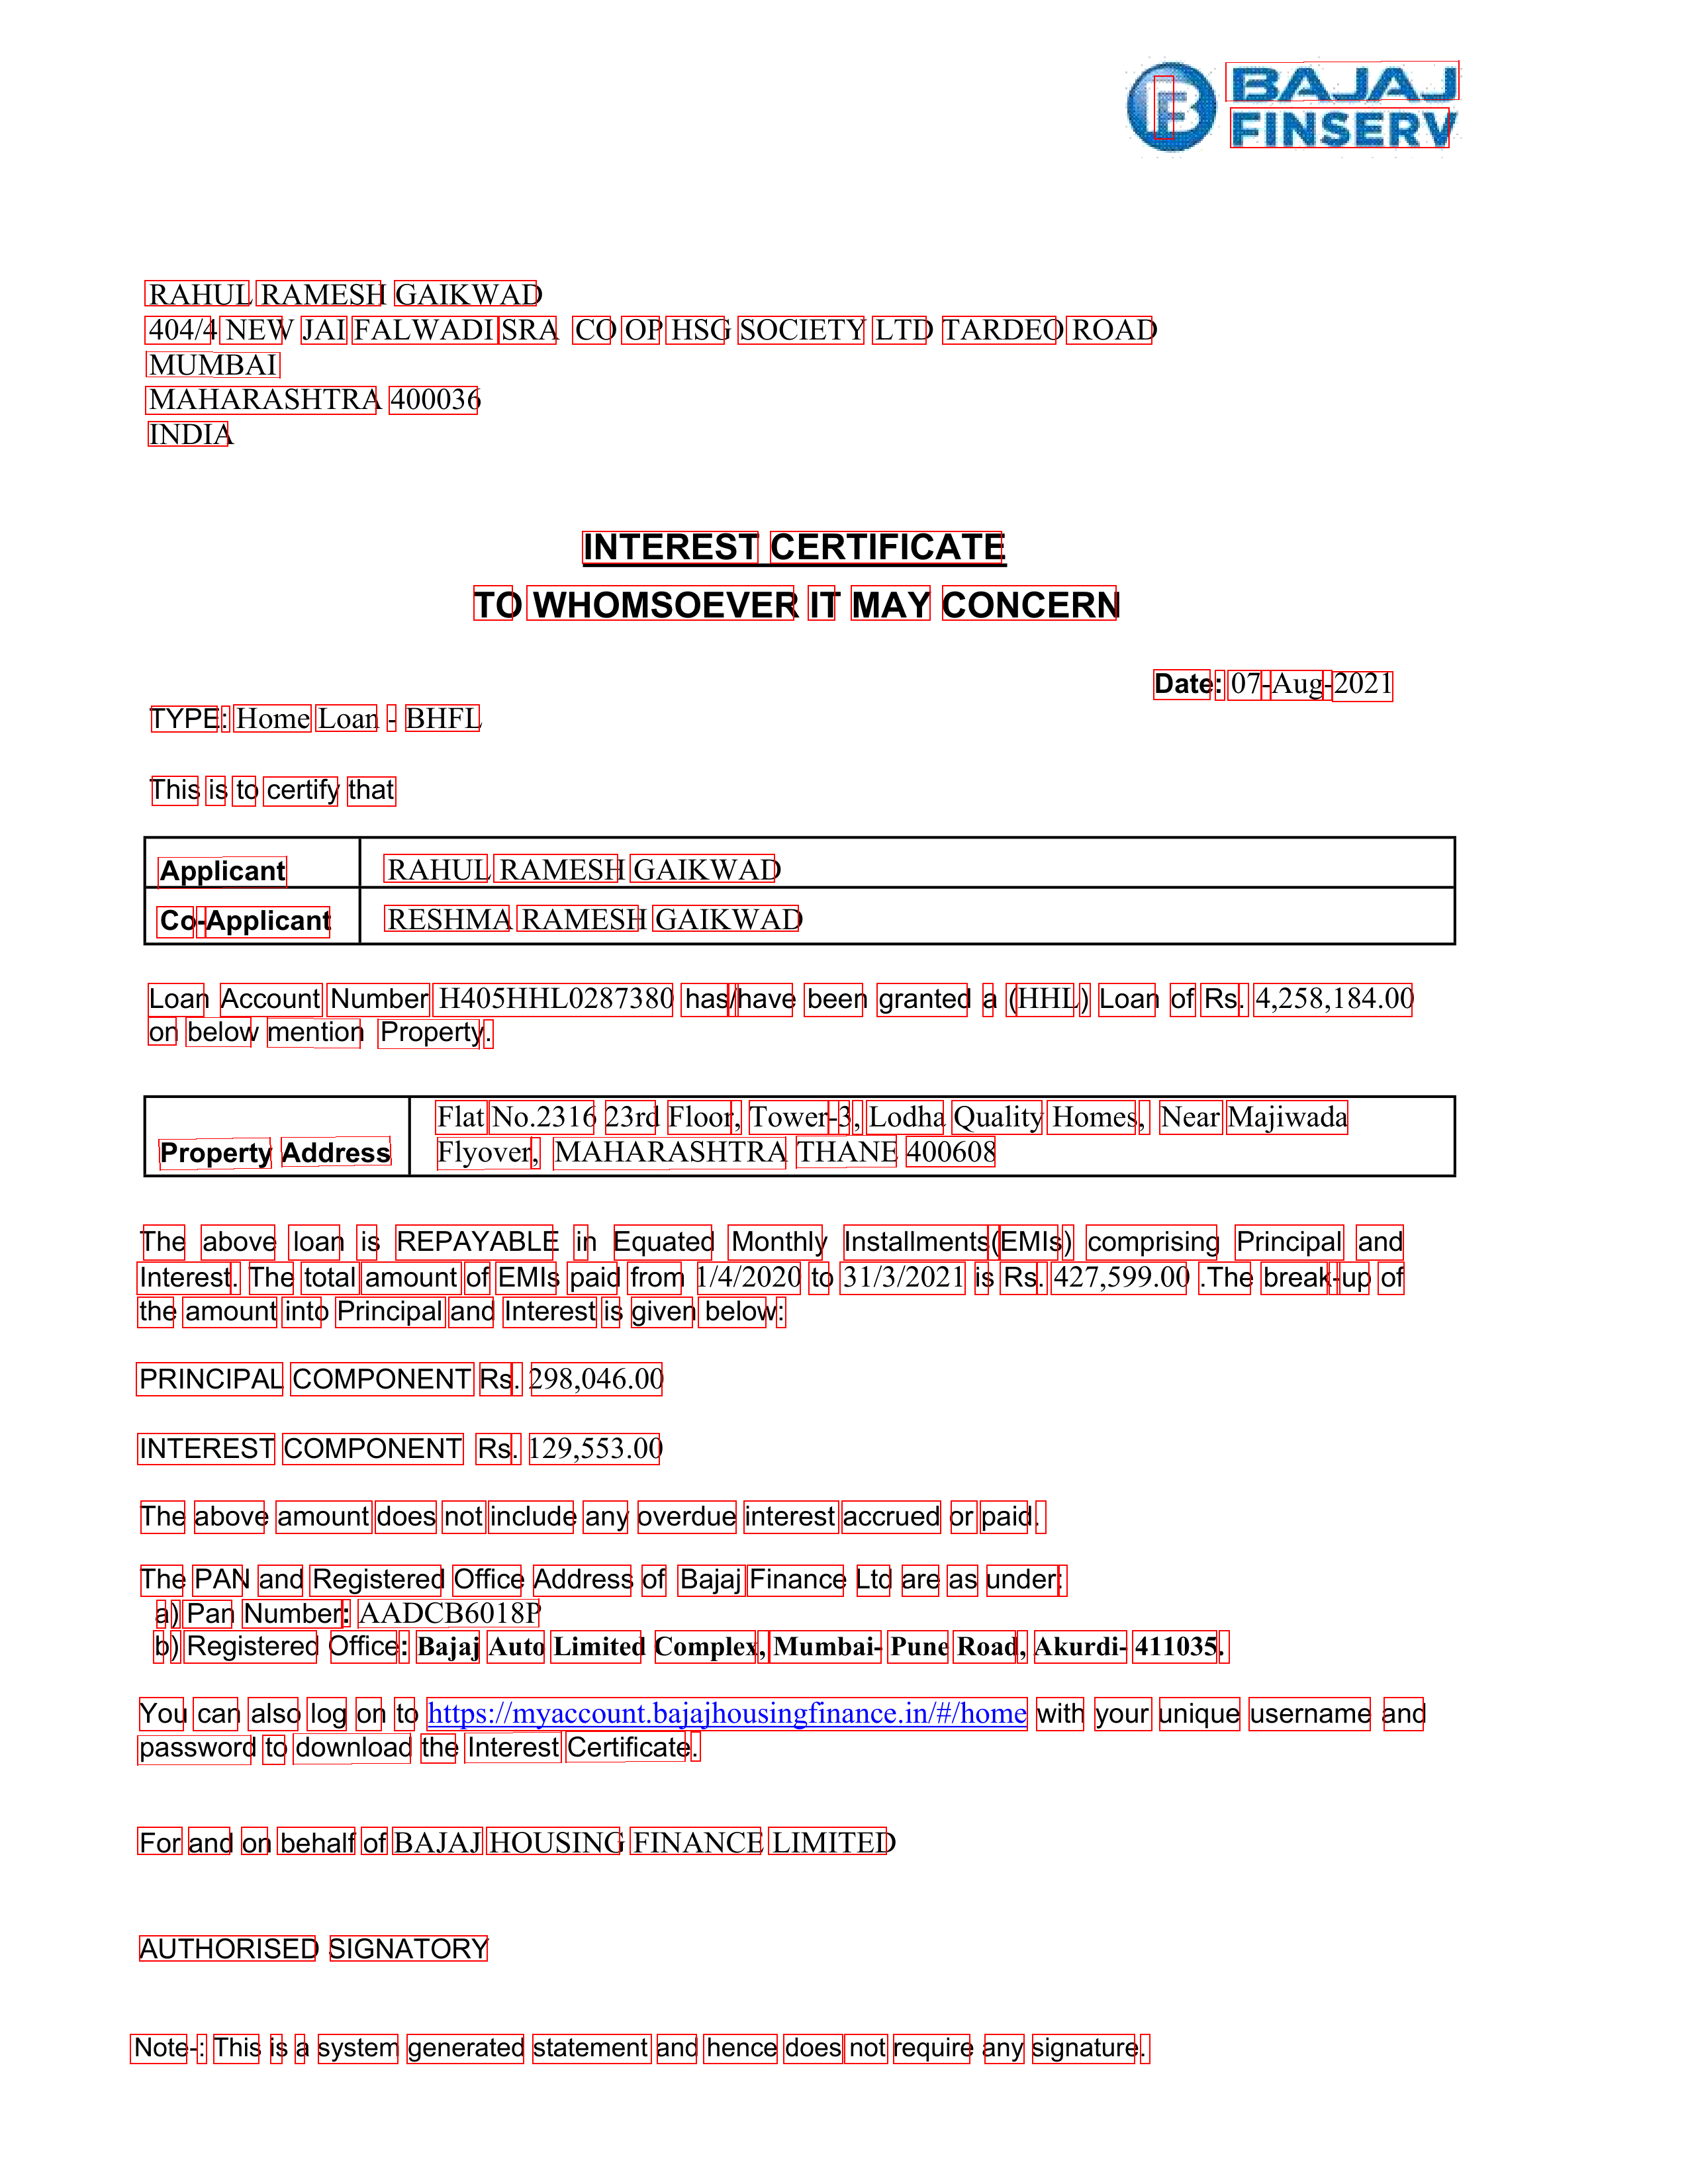 BAJAJ
FINSERV
RAHUL RAMESH GAIKWAD
404/4 NEW JAI FALWADI SRA CO OP HSG SOCIETY LTD TARDEO ROAD
MUMBAI
MAHARASHTRA 400036
INDIA
INTEREST CERTIFICATE
TO WHOMSOEVER IT MAY CONCERN
Date: 07-Aug-2021
TYPE: Home Loan - BHFL
This is to certify that
Applicant RAHUL RAMESH GAIKWAD
Co-Applicant RESHMA RAMESH GAIKWAD
Loan Account Number H405HHL0287380 has/have been granted a (HHL) Loan of Rs. 4,258,184.00
on below mention Property.
Flat No.2316 23rd Floor, Tower-3, Lodha Quality Homes, Near Majiwada
Property Address Flyover, MAHARASHTRA THANE 400608
The above loan is REPAYABLE in Equated Monthly Installments(EMIs) comprising Principal and
Interest. The total amount of EMIs paid from 1/4/2020 to 31/3/2021 is Rs. 427,599.00 .The break-up of
the amount into Principal and Interest is given below:
PRINCIPAL COMPONENT Rs. 298,046.00
INTEREST COMPONENT Rs. 129,553.00
The above amount does not include any overdue interest accrued or paid.
The PAN and Registered Office Address of Bajaj Finance Ltd are as under:
a) Pan Number: AADCB6018P
b) Registered Office: Bajaj Auto Limited Complex, Mumbai- Pune Road, Akurdi- 411035.
You can also log on to https://myaccount.bajajhousingfinance.in/#/home with your unique username and
password to download the Interest Certificate.
For and on behalf of BAJAJ HOUSING FINANCE LIMITED
AUTHORISED SIGNATORY
Note-: This is a system generated statement and hence does not require any signature.